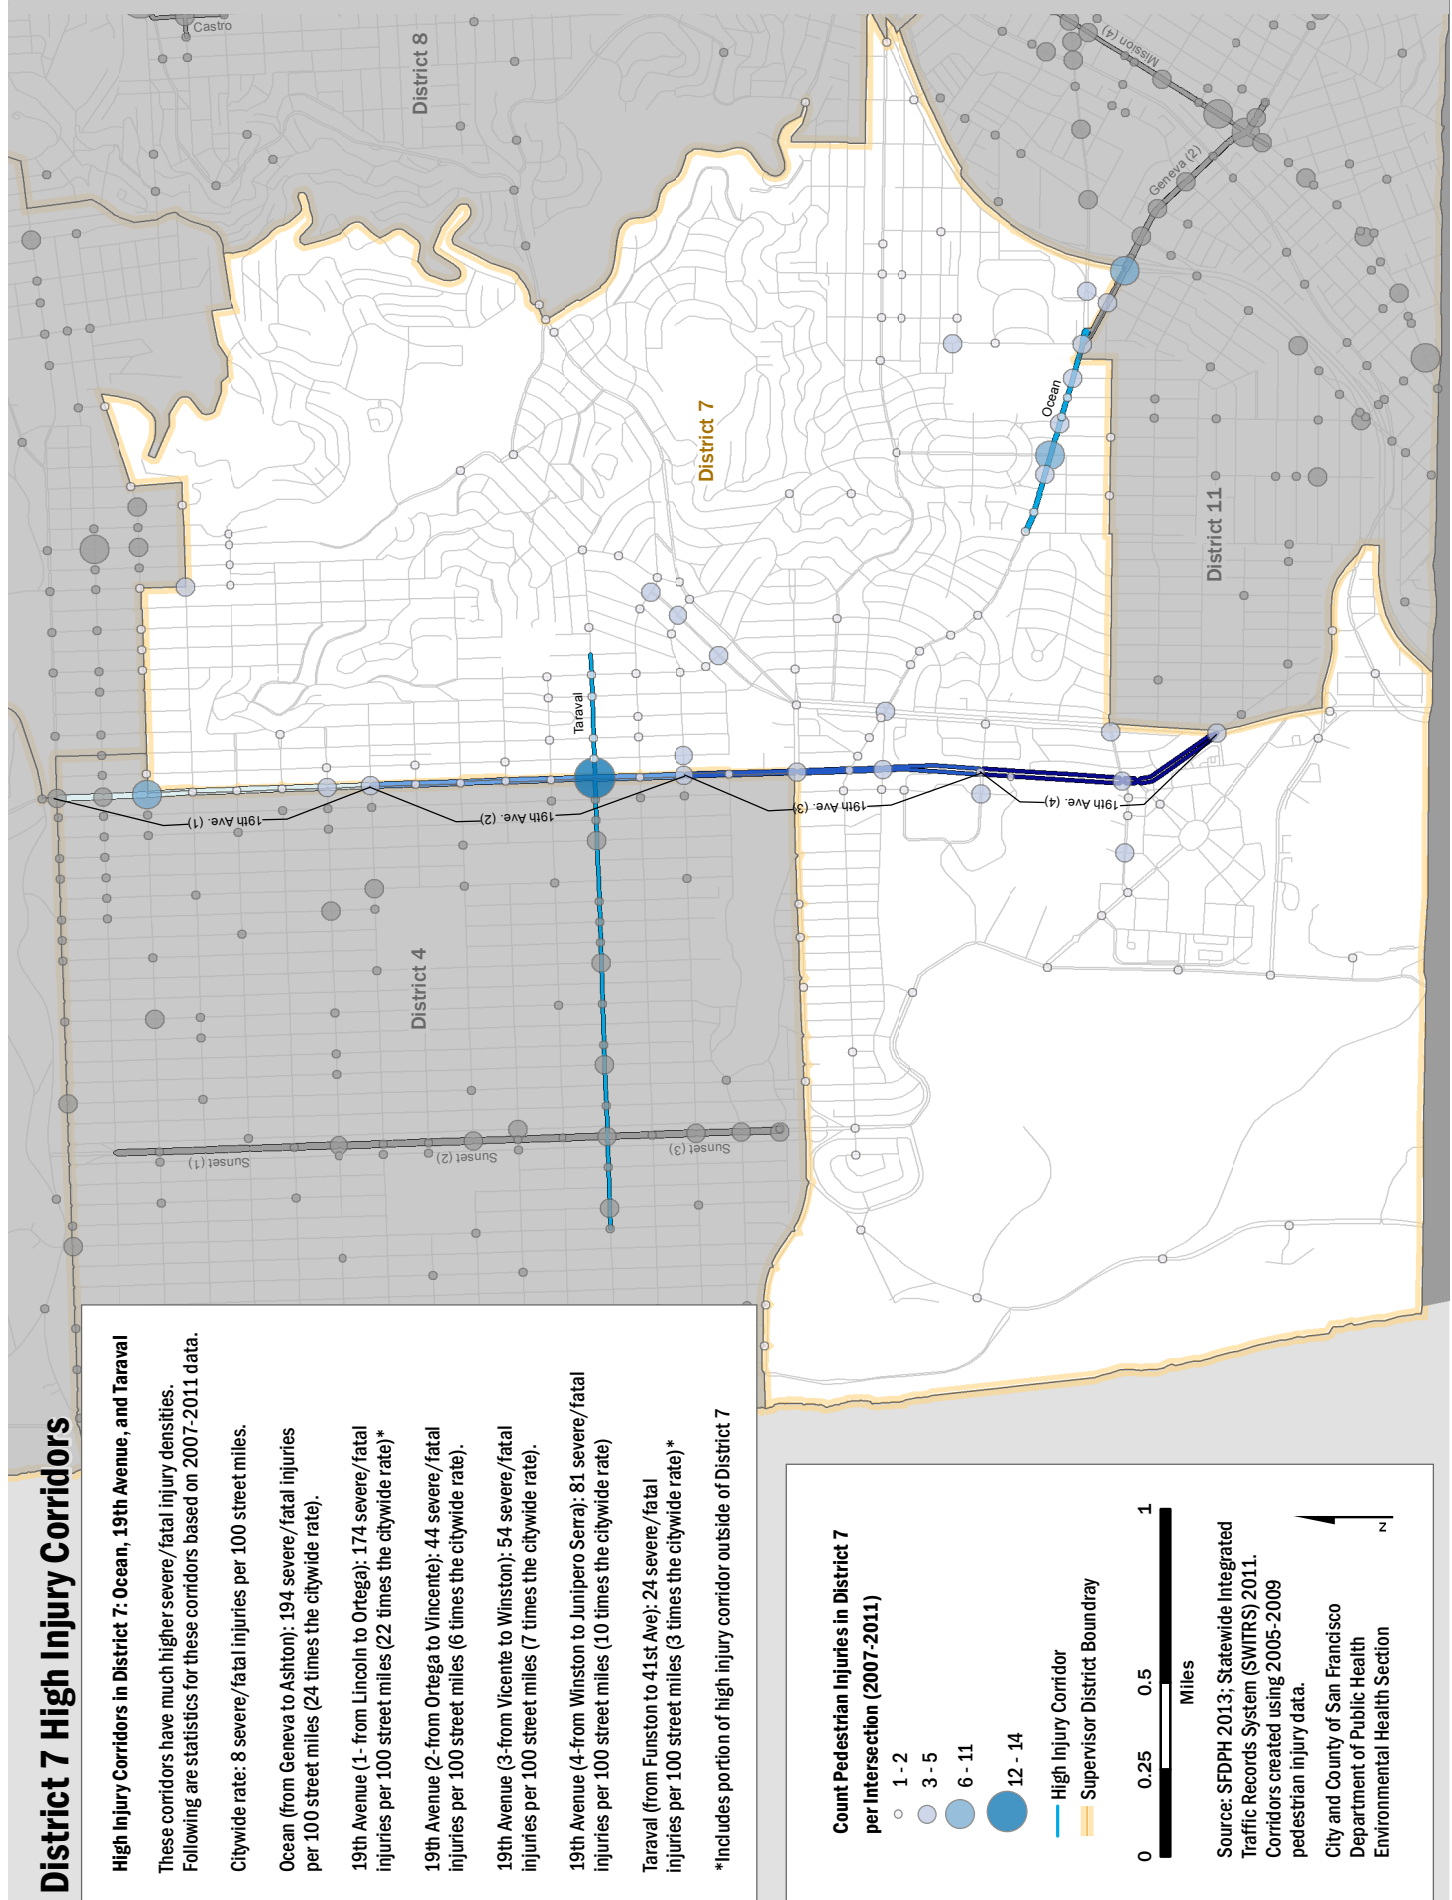 District 7 High Injury Corridors
High Injury Corridors in District 7: Ocean, 19th Avenue, and Taraval
These corridors have much higher severe/fatal injury densities.
Following are statistics for these corridors based on 2007-2011 data.
Citywide rate: 8 severe/fatal injuries per 100 street miles.
Ocean (from Geneva to Ashton): 194 severe/fatal injuries
per 100 street miles (24 times the citywide rate).
19th Avenue (1- from Lincoln to Ortega): 174 severe/fatal
injuries per 100 street miles (22 times the citywide rate)*
19th Avenue (2-from Ortega to Vincente): 44 severe/fatal
injuries per 100 street miles (6 times the citywide rate).
19th Avenue (3-from Vicente to Winston): 54 severe/fatal
injuries per 100 street miles (7 times the citywide rate).
19th Avenue (4-from Winston to Junipero Serra): 81 severe/fatal
injuries per 100 street miles (10 times the citywide rate)
Taraval (from Funston to 41st Ave): 24 severe/fatal
injuries per 100 street miles (3 times the citywide rate)*
*Includes portion of high injury corridor outside of District 7
Count Pedestrian Injuries in District 7
per Intersection (2007-2011)
1 - 2
3 - 5
6 - 11
12 - 14
High Injury Corridor
Supervisor District Boundray
0 0.25 0.5 1
Miles
Source: SFDPH 2013; Statewide Integrated
Traffic Records System (SWITRS) 2011.
Corridors created using 2005-2009
pedestrian injury data.
City and County of San Francisco
Department of Public Health
Environmental Health Section
N
Castro
District 8
Mission (4)
Geneva (2)
District 7
Ocean
District 11
Taraval
19th Ave. (1)
19th Ave. (2)
19th Ave. (3)
19th Ave. (4)
District 4
Sunset (1)
Sunset (2)
Sunset (3)